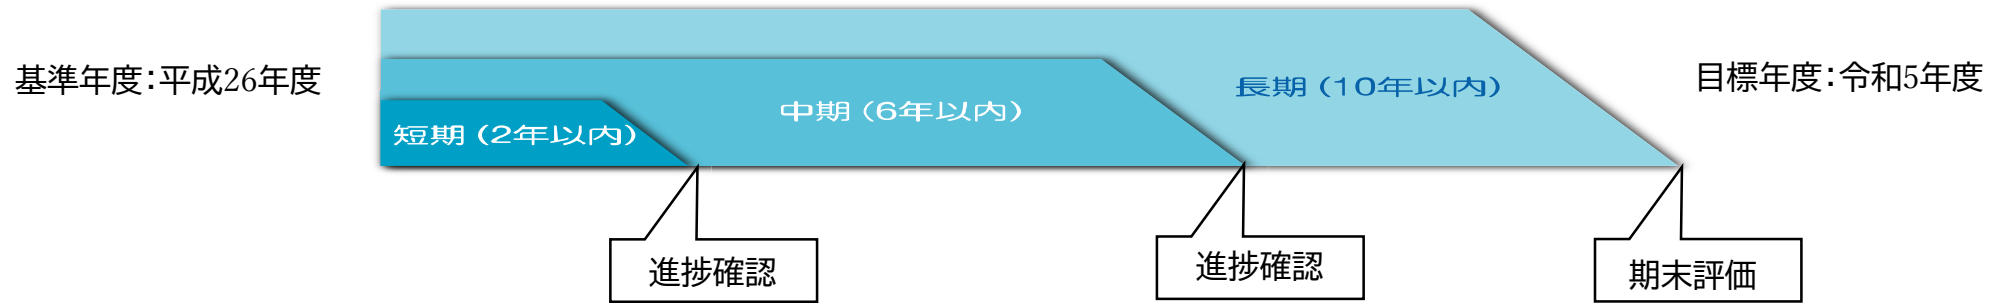 基準年度：平成26年度
短期（2年以内）
中期（6年以内）
長期（10年以内）
目標年度：令和5年度
進捗確認
進捗確認
期末評価